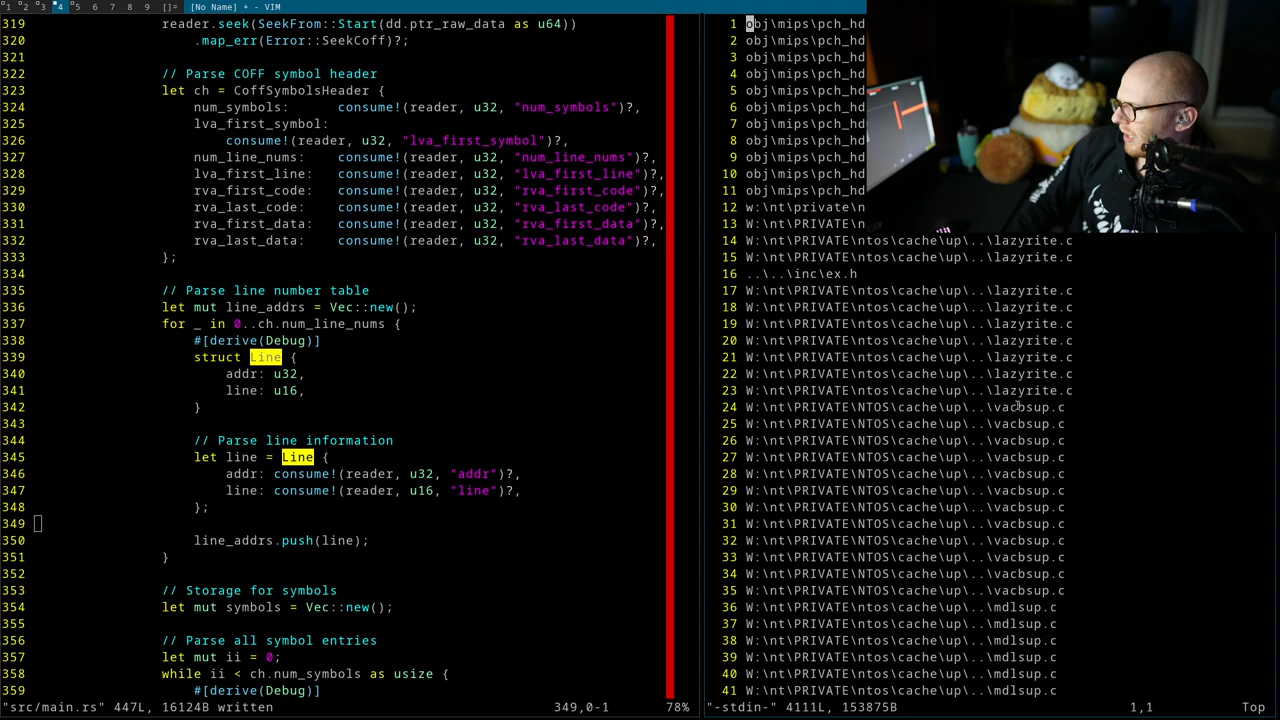 1 2 3 4 5 6 7 8 9 []= [No Name] + - VIM
319 reader.seek(SeekFrom::Start(dd.ptr_raw_data as u64))
320 .map_err(Error::SeekCoff)?;
321
322 // Parse COFF symbol header
323 let ch = CoffSymbolsHeader {
324 num_symbols: consume!(reader, u32, "num_symbols")?,
325 lva_first_symbol:
326 consume!(reader, u32, "lva_first_symbol")?,
327 num_line_nums: consume!(reader, u32, "num_line_nums")?,
328 lva_first_line: consume!(reader, u32, "lva_first_line")?,
329 rva_first_code: consume!(reader, u32, "rva_first_code")?,
330 rva_last_code: consume!(reader, u32, "rva_last_code")?,
331 rva_first_data: consume!(reader, u32, "rva_first_data")?,
332 rva_last_data: consume!(reader, u32, "rva_last_data")?,
333 };
334
335 // Parse line number table
336 let mut line_addrs = Vec::new();
337 for _ in 0..ch.num_line_nums {
338 #[derive(Debug)]
339 struct Line {
340 addr: u32,
341 line: u16,
342 }
343
344 // Parse line information
345 let line = Line {
346 addr: consume!(reader, u32, "addr")?,
347 line: consume!(reader, u16, "line")?,
348 };
349
350 line_addrs.push(line);
351 }
352
353 // Storage for symbols
354 let mut symbols = Vec::new();
355
356 // Parse all symbol entries
357 let mut ii = 0;
358 while ii < ch.num_symbols as usize {
359 #[derive(Debug)]
"src/main.rs" 447L, 16124B written 349,0-1 78%
1 obj\mips\pch_hd
2 obj\mips\pch_hd
3 obj\mips\pch_hd
4 obj\mips\pch_hd
5 obj\mips\pch_hd
6 obj\mips\pch_hd
7 obj\mips\pch_hd
8 obj\mips\pch_hd
9 obj\mips\pch_hd
10 obj\mips\pch_hd
11 obj\mips\pch_hd
12 w:\nt\private\n
13 W:\nt\PRIVATE\n
14 W:\nt\PRIVATE\ntos\cache\up\..\lazyrite.c
15 W:\nt\PRIVATE\ntos\cache\up\..\lazyrite.c
16 ..\..\inc\ex.h
17 W:\nt\PRIVATE\ntos\cache\up\..\lazyrite.c
18 W:\nt\PRIVATE\ntos\cache\up\..\lazyrite.c
19 W:\nt\PRIVATE\ntos\cache\up\..\lazyrite.c
20 W:\nt\PRIVATE\ntos\cache\up\..\lazyrite.c
21 W:\nt\PRIVATE\ntos\cache\up\..\lazyrite.c
22 W:\nt\PRIVATE\ntos\cache\up\..\lazyrite.c
23 W:\nt\PRIVATE\ntos\cache\up\..\lazyrite.c
24 W:\nt\PRIVATE\NTOS\cache\up\..\vacbsup.c
25 W:\nt\PRIVATE\NTOS\cache\up\..\vacbsup.c
26 W:\nt\PRIVATE\NTOS\cache\up\..\vacbsup.c
27 W:\nt\PRIVATE\NTOS\cache\up\..\vacbsup.c
28 W:\nt\PRIVATE\NTOS\cache\up\..\vacbsup.c
29 W:\nt\PRIVATE\NTOS\cache\up\..\vacbsup.c
30 W:\nt\PRIVATE\NTOS\cache\up\..\vacbsup.c
31 W:\nt\PRIVATE\NTOS\cache\up\..\vacbsup.c
32 W:\nt\PRIVATE\NTOS\cache\up\..\vacbsup.c
33 W:\nt\PRIVATE\NTOS\cache\up\..\vacbsup.c
34 W:\nt\PRIVATE\NTOS\cache\up\..\vacbsup.c
35 W:\nt\PRIVATE\NTOS\cache\up\..\vacbsup.c
36 W:\nt\PRIVATE\NTOS\cache\up\..\mdlsup.c
37 W:\nt\PRIVATE\NTOS\cache\up\..\mdlsup.c
38 W:\nt\PRIVATE\NTOS\cache\up\..\mdlsup.c
39 W:\nt\PRIVATE\NTOS\cache\up\..\mdlsup.c
40 W:\nt\PRIVATE\NTOS\cache\up\..\mdlsup.c
41 W:\nt\PRIVATE\NTOS\cache\up\..\mdlsup.c
"-stdin-" 4111L, 153875B 1,1 Top